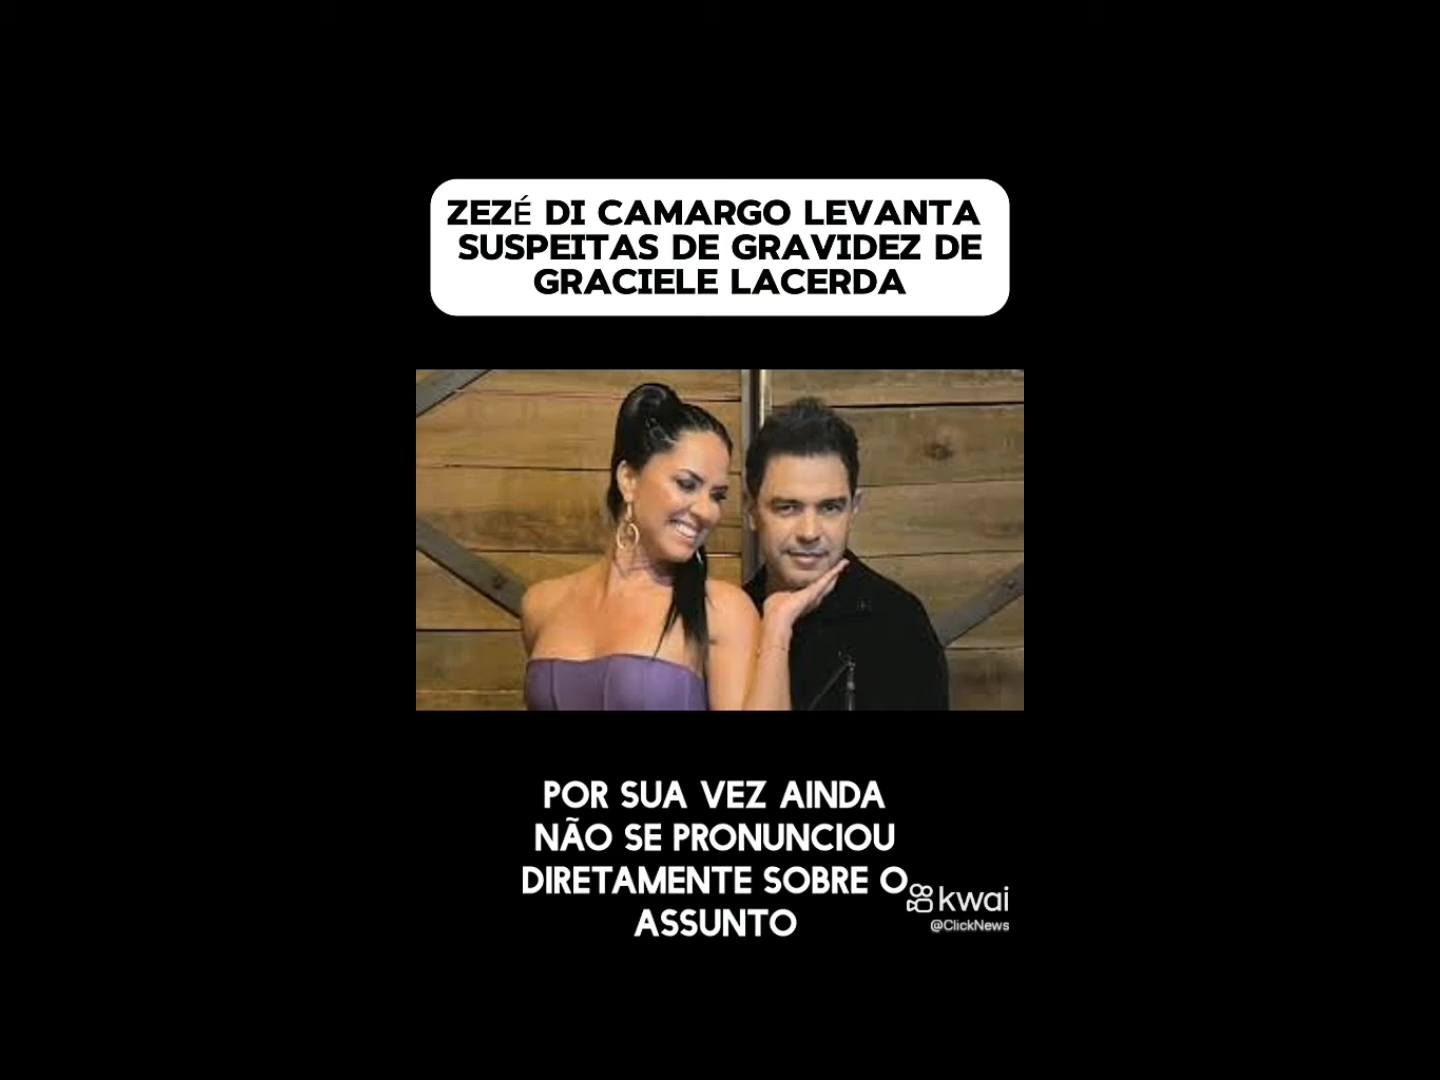 ZEZÉ DI CAMARGO LEVANTA
SUSPEITAS DE GRAVIDEZ DE
GRACIELE LACERDA
POR SUA VEZ AINDA
NÃO SE PRONUNCIOU
DIRETAMENTE SOBRE O
ASSUNTO
kwai
@ClickNews